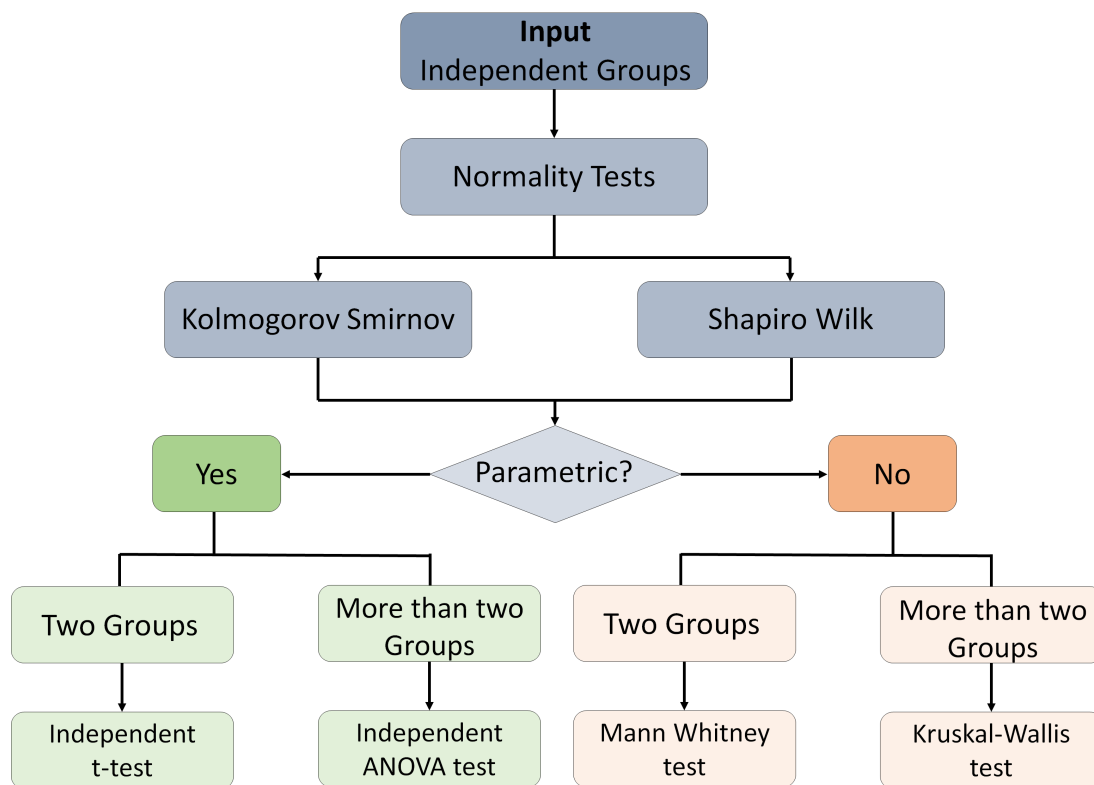 Input
Independent Groups
Normality Tests
Kolmogorov Smirnov
Shapiro Wilk
Parametric?
Yes
No
Two Groups
More than two
Groups
Two Groups
More than two
Groups
Independent
t-test
Independent
ANOVA test
Mann Whitney
test
Kruskal-Wallis
test